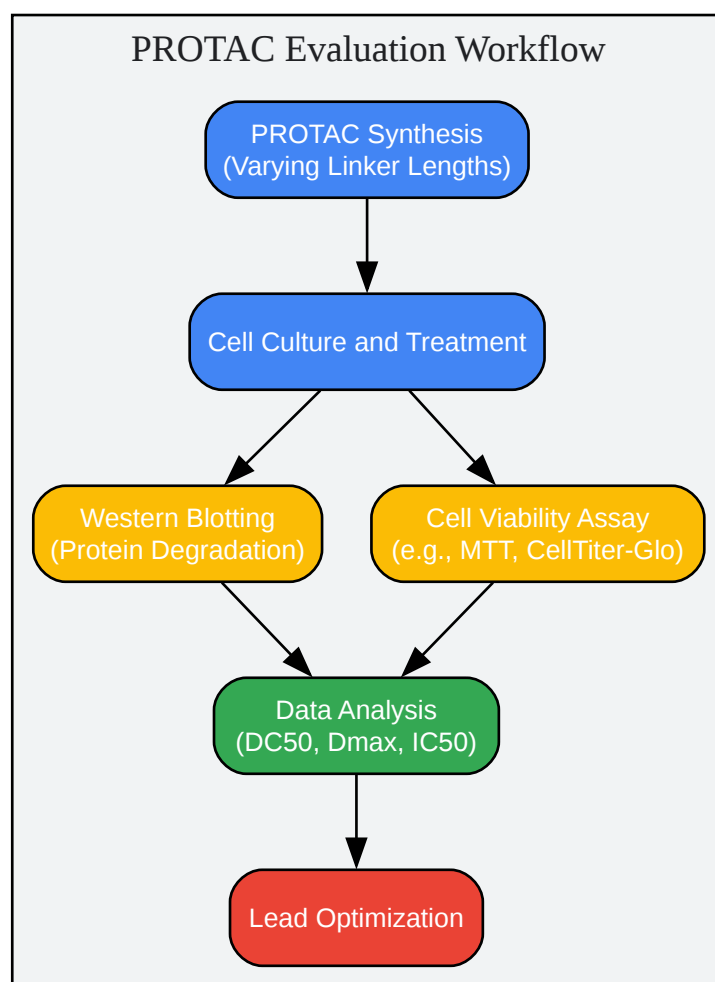 PROTAC Evaluation Workflow
PROTAC Synthesis
(Varying Linker Lengths)
Cell Culture and Treatment
Western Blotting
(Protein Degradation)
Cell Viability Assay
(e.g., MTT, CellTiter-Glo)
Data Analysis
(DC50, Dmax, IC50)
Lead Optimization